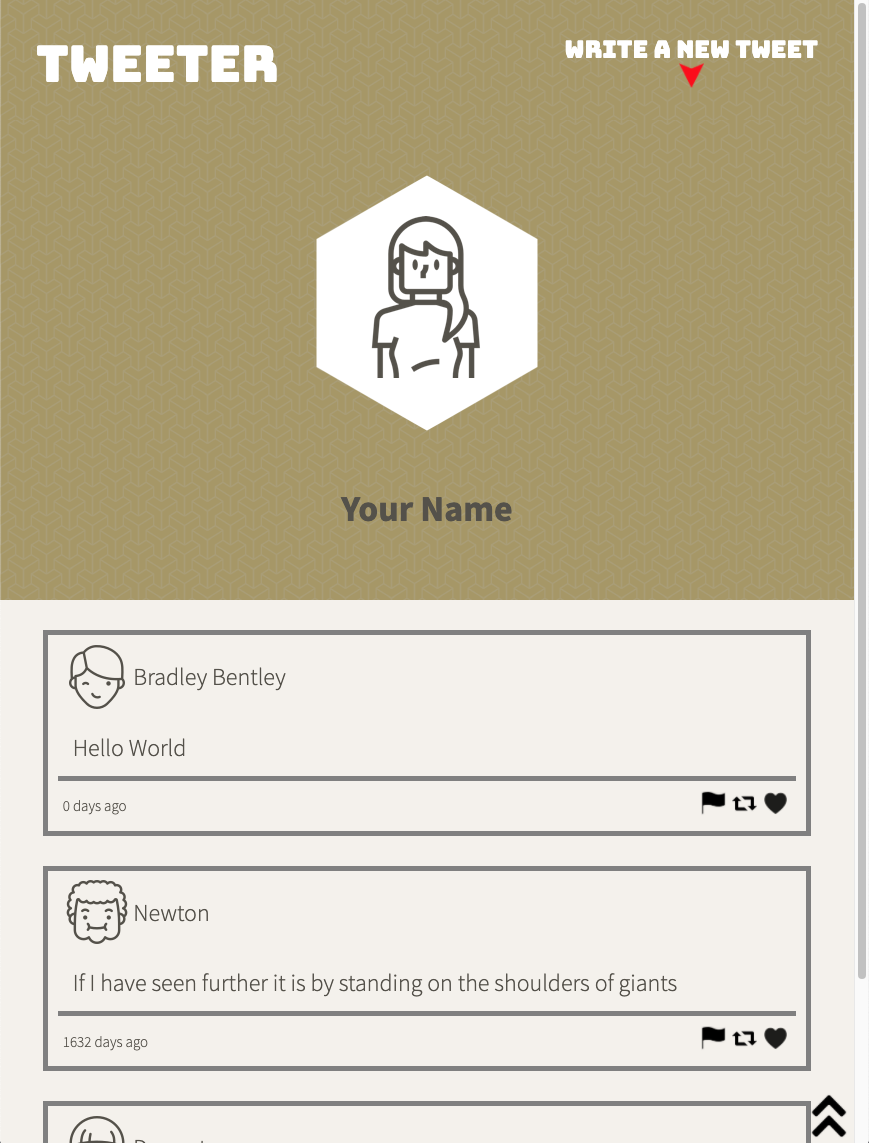 TWEETER
WRITE A NEW TWEET
Your Name
Bradley Bentley
Hello World
0 days ago
Newton
If I have seen further it is by standing on the shoulders of giants
1632 days ago